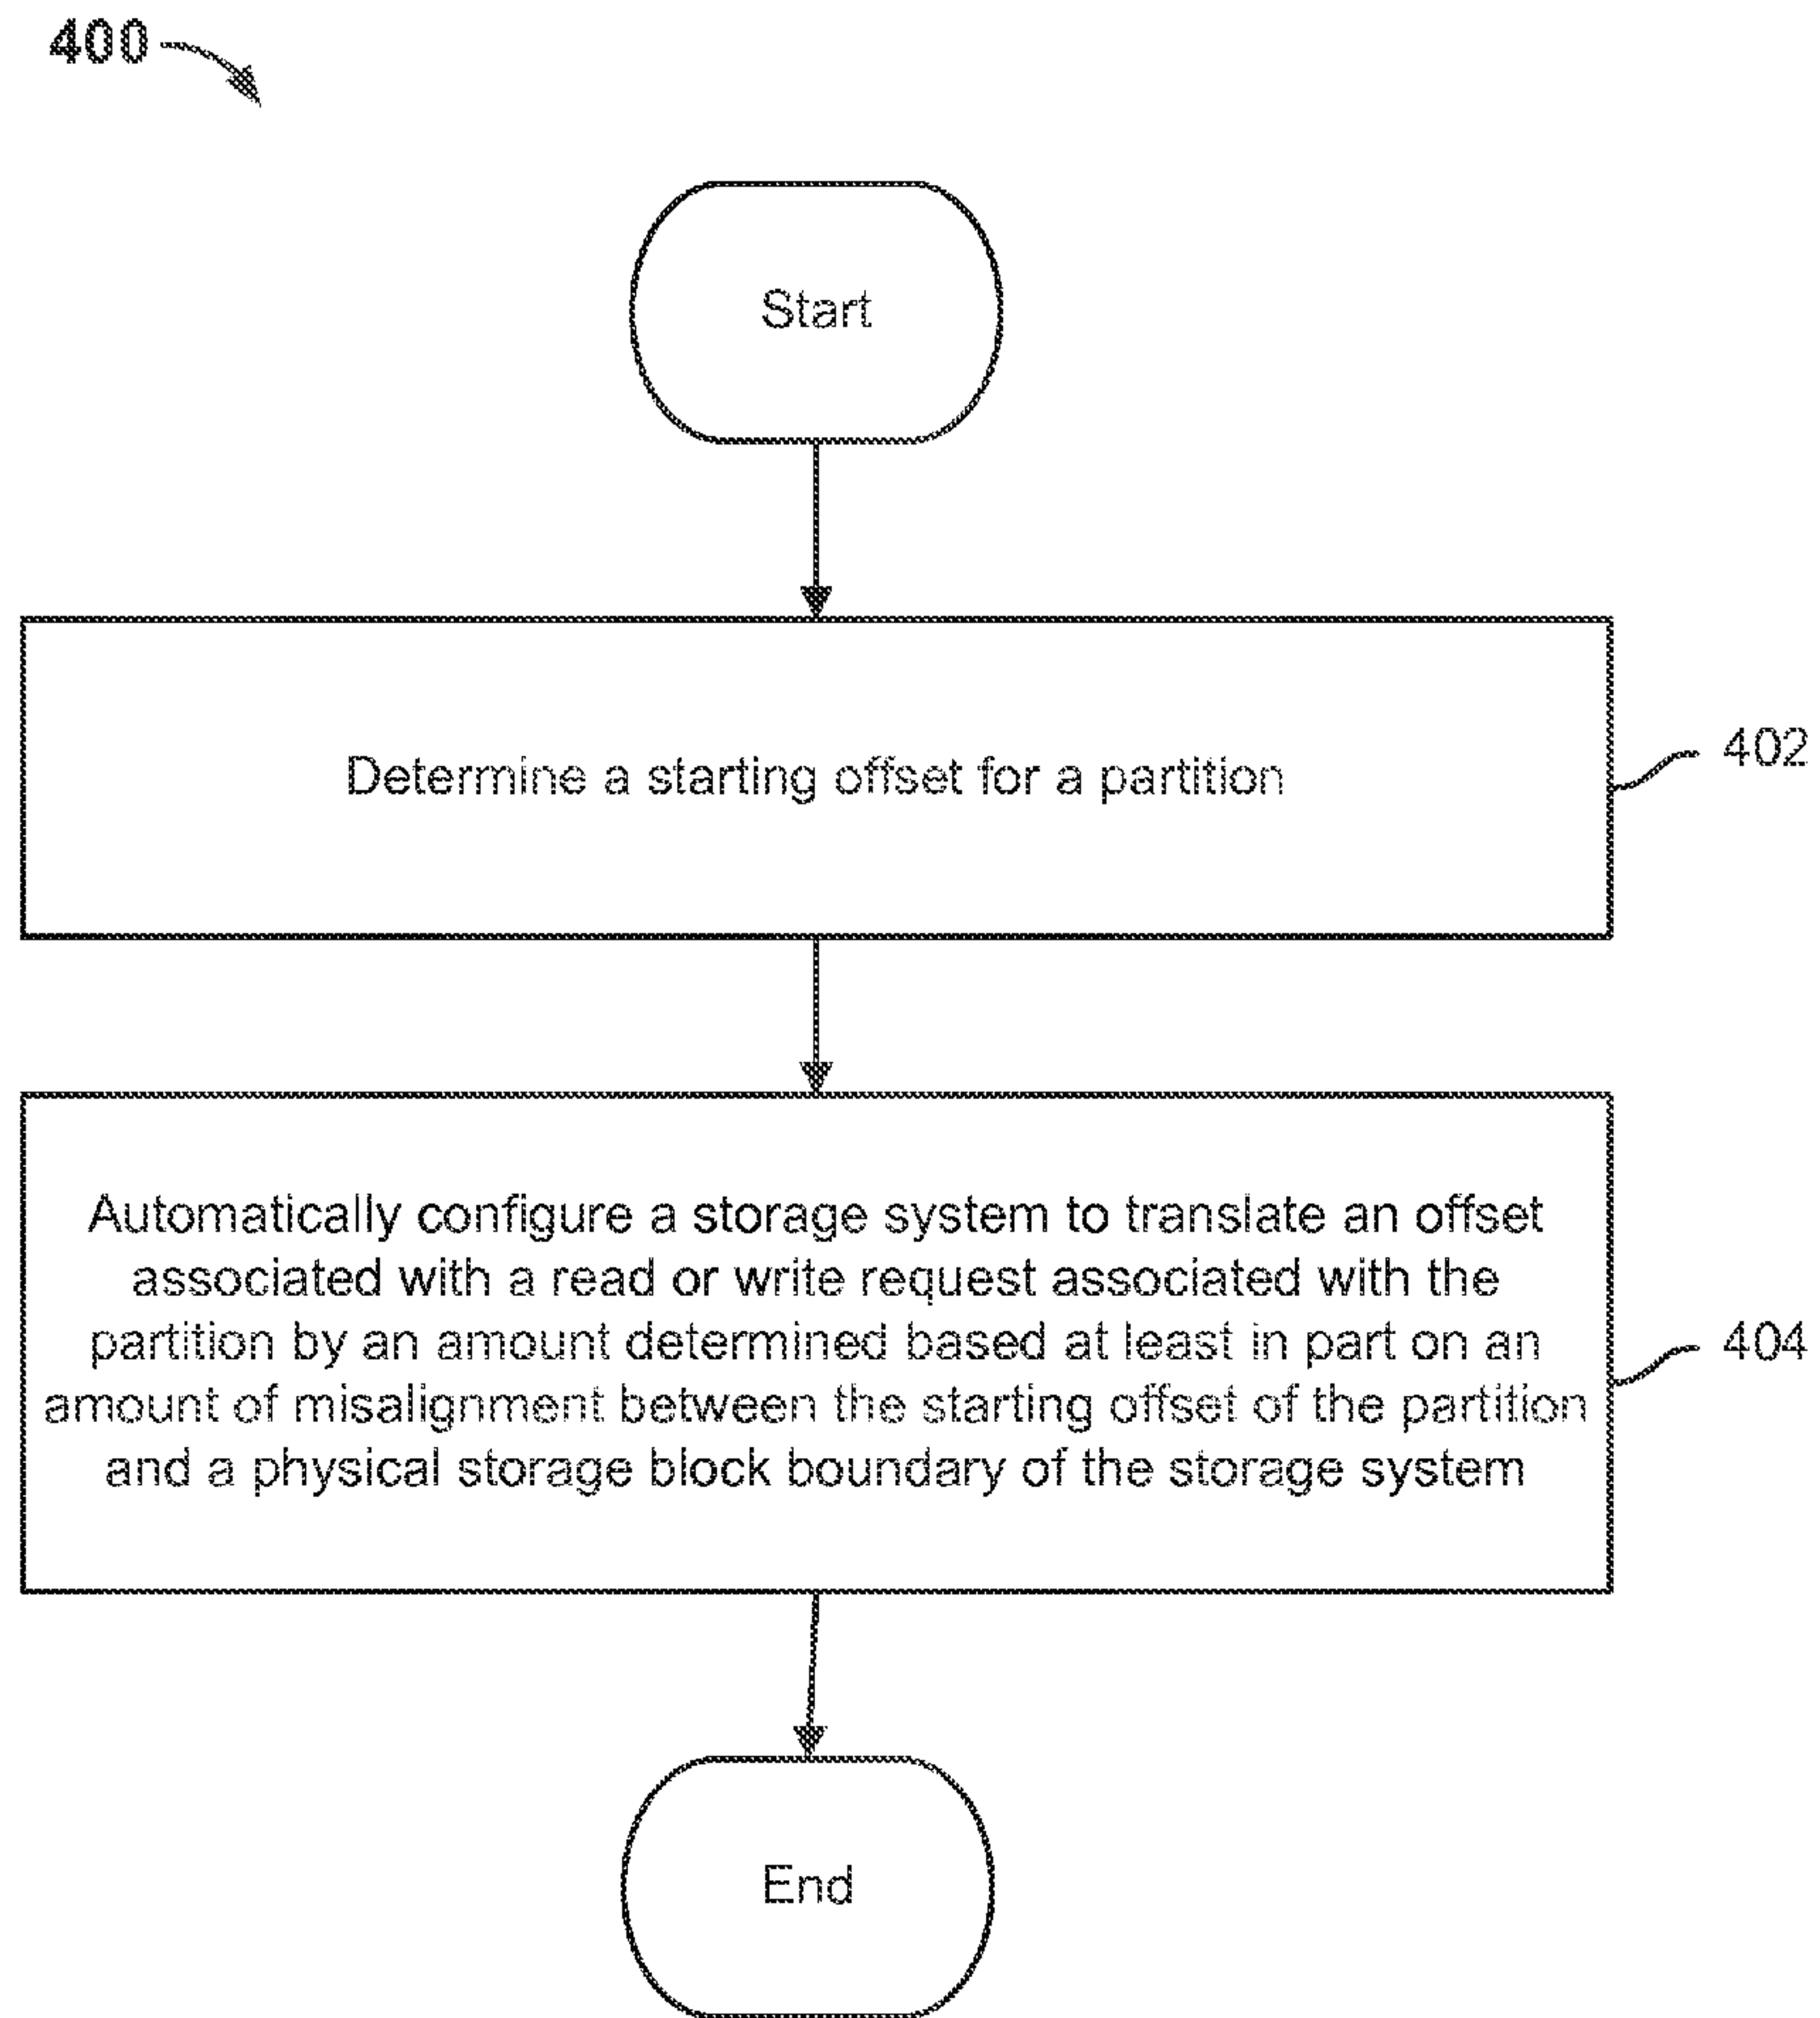 400
Start
Determine a starting offset for a partition
402
Automatically configure a storage system to translate an offset
associated with a read or write request associated with the
partition by an amount determined based at least in part on an
amount of misalignment between the starting offset of the partition
and a physical storage block boundary of the storage system
404
End